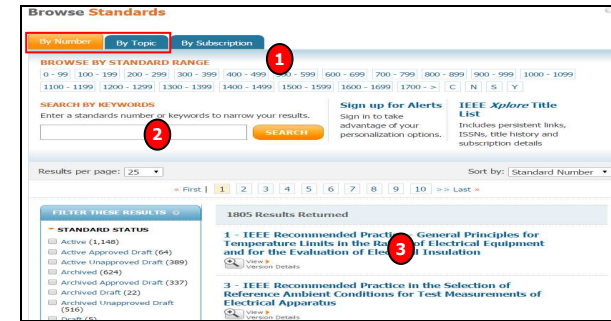 Browse Standards
By Number By Topic By Subscription
1
BROWSE BY STANDARD RANGE
0 - 99 100 - 199 200 - 299 300 - 399 400 - 499 - 599 600 - 699 700 - 799 800 - 899 900 - 999 1000 - 1099
1100 - 1199 1200 - 1299 1300 - 1399 1400 - 1499 1500 - 1599 1600 - 1699 1700 - > C N S Y
SEARCH BY KEYWORDS
Enter a standards number or keywords to narrow your results.
2
SEARCH
Sign up for Alerts
Sign in to take
advantage of your
personalization options.
IEEE Xplore Title
List
Includes persistent links,
ISSNs, title history and
subscription details
Results per page: 25
Sort by: Standard Number
« First | 1 2 3 4 5 6 7 8 9 10 >> Last »
FILTER THESE RESULTS
STANDARD STATUS
Active (1,148)
Active Approved Draft (64)
Active Unapproved Draft (389)
Archived (624)
Archived Approved Draft (337)
Archived Draft (22)
Archived Unapproved Draft
(516)
Draft (5)
1805 Results Returned
1 - IEEE Recommended Practice - General Principles for
Temperature Limits in the of Electrical Equipment
and for the Evaluation of Insulation
3
View
Version Details
3 - IEEE Recommended Practice in the Selection of
Reference Ambient Conditions for Test Measurements of
Electrical Apparatus
View
Version Details